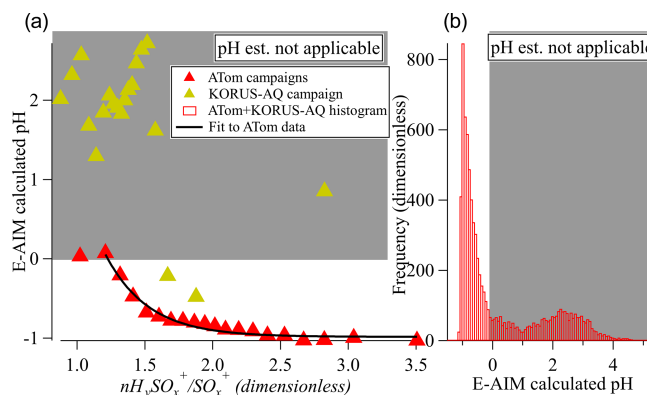 (a)
pH est. not applicable
ATom campaigns
KORUS-AQ campaign
ATom+KORUS-AQ histogram
Fit to ATom data
E-AIM calculated pH
2
1
0
-1
1.0 1.5 2.0 2.5 3.0 3.5
nHySOx+/SOx+ (dimensionless)
(b)
pH est. not applicable
Frequency (dimensionless)
800
600
400
200
0
0 2 4
E-AIM calculated pH